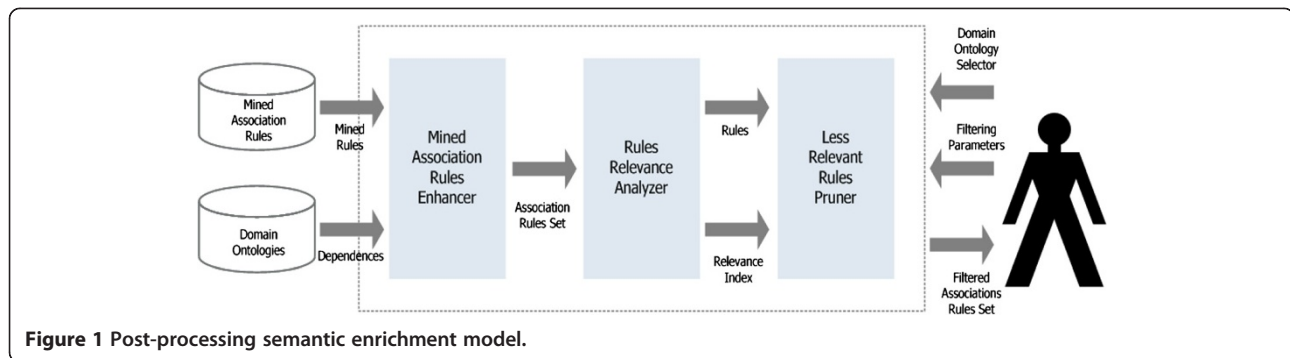 Mined
Association
Rules
Mined
Rules
Domain
Ontologies
Dependences
Mined
Association
Rules
Enhancer
Association
Rules Set
Rules
Relevance
Analyzer
Rules
Relevance
Index
Less
Relevant
Rules
Pruner
Domain
Ontology
Selector
Filtering
Parameters
Filtered
Associations
Rules Set
Figure 1 Post-processing semantic enrichment model.